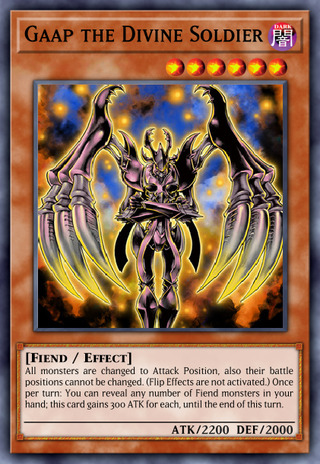 Gaap the Divine Soldier
DARK
闇
[Fiend / Effect]
All monsters are changed to Attack Position, also their battle
positions cannot be changed. (Flip Effects are not activated.) Once
per turn: You can reveal any number of Fiend monsters in your
hand; this card gains 300 ATK for each, until the end of this turn.
ATK/2200 DEF/2000